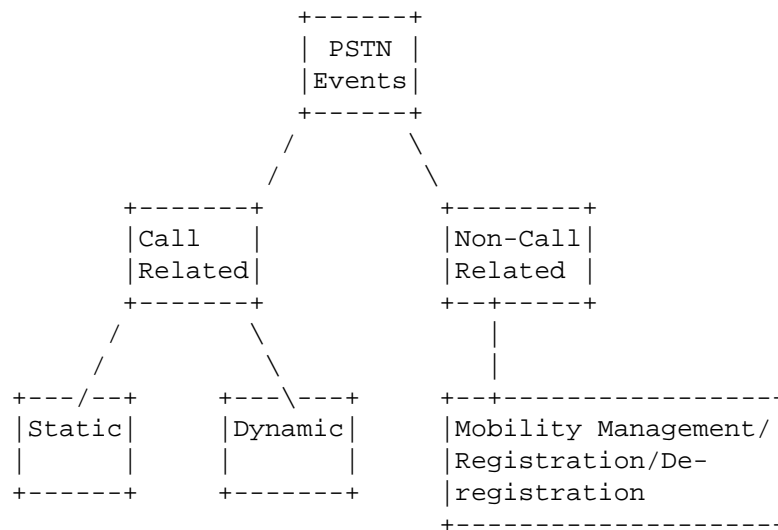 PSTN
Events
Call
Related
Non-Call
Related
Static
Dynamic
Mobility Management/
Registration/De-
registration